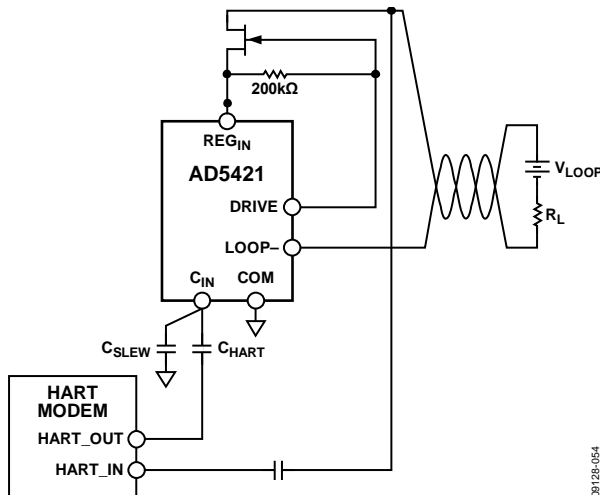 200kΩ
REGIN
AD5421
VLOOP
DRIVE
RL
LOOP–
CIN
COM
CSLEW
CHART
HART
MODEM
HART_OUT
HART_IN
09128-054